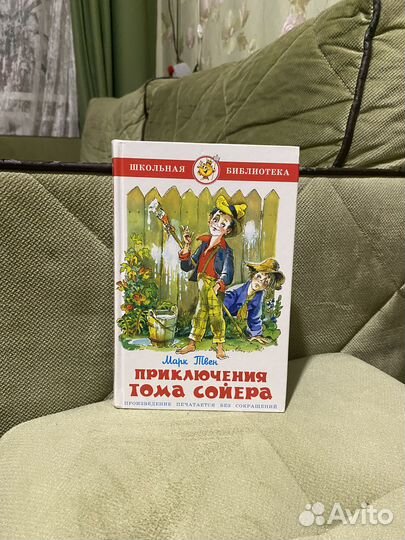 ШКОЛЬНАЯ БИБЛИОТЕКА
Марк Твен
ПРИКЛЮЧЕНИЯ
ТОМА СОЙЕРА
ПРОИЗВЕДЕНИЕ ПЕЧАТАЕТСЯ БЕЗ СОКРАЩЕНИЙ
Avito